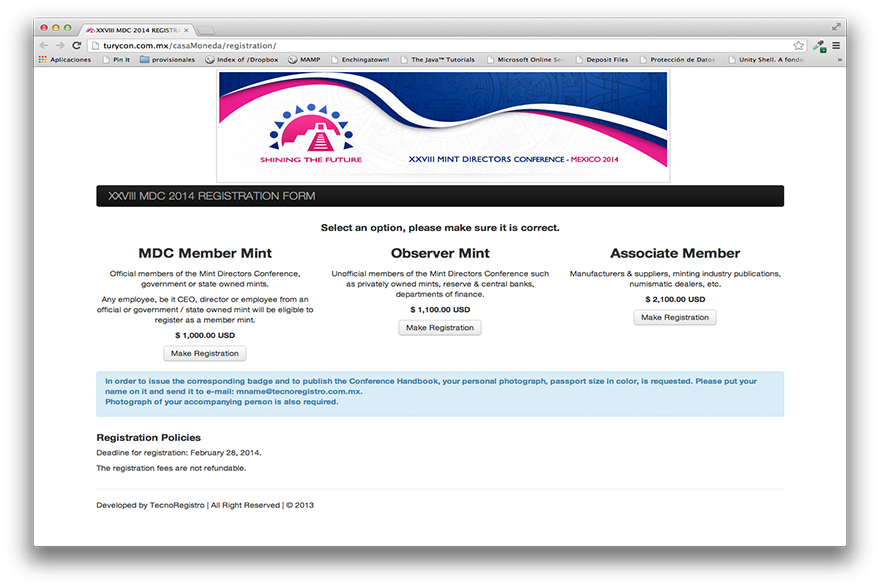 XXVIII MDC 2014 REGISTR
turycon.com.mx/casaMoneda/registration/
Aplicaciones
Pin It
provisionales
Index of /Dropbox
MAMP
Enchingatown!
The Java™ Tutorials
Microsoft Online Ser
Deposit Files
Protección de Datos
Unity Shell. A fondo.
»
SHINING THE FUTURE
XXVIII MINT DIRECTORS CONFERENCE - MEXICO 2014
XXVIII MDC 2014 REGISTRATION FORM
Select an option, please make sure it is correct.
MDC Member Mint
Official members of the Mint Directors Conference,
government or state owned mints.
Any employee, be it CEO, director or employee from an
official or government / state owned mint will be eligible to
register as a member mint.
$ 1,000.00 USD
Make Registration
Observer Mint
Unofficial members of the Mint Directors Conference such
as privately owned mints, reserve & central banks,
departments of finance.
$ 1,100.00 USD
Make Registration
Associate Member
Manufacturers & suppliers, minting industry publications,
numismatic dealers, etc.
$ 2,100.00 USD
Make Registration
In order to issue the corresponding badge and to publish the Conference Handbook, your personal photograph, passport size in color, is requested. Please put your
name on it and send it to e-mail: mname@tecnoregistro.com.mx.
Photograph of your accompanying person is also required.
Registration Policies
Deadline for registration: February 28, 2014.
The registration fees are not refundable.
Developed by TecnoRegistro | All Right Reserved | © 2013